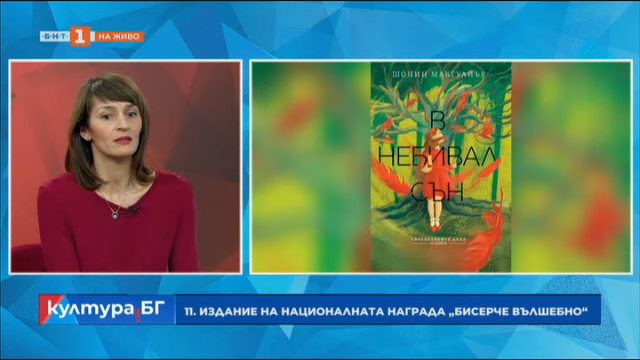 БНТ 1 НА ЖИВО
ШОНИН МАКГУАЙЪР
В
НЕБИВАЛ
СЪН
култура.БГ
11. ИЗДАНИЕ НА НАЦИОНАЛНАТА НАГРАДА „БИСЕРЧЕ ВЪЛШЕБНО“